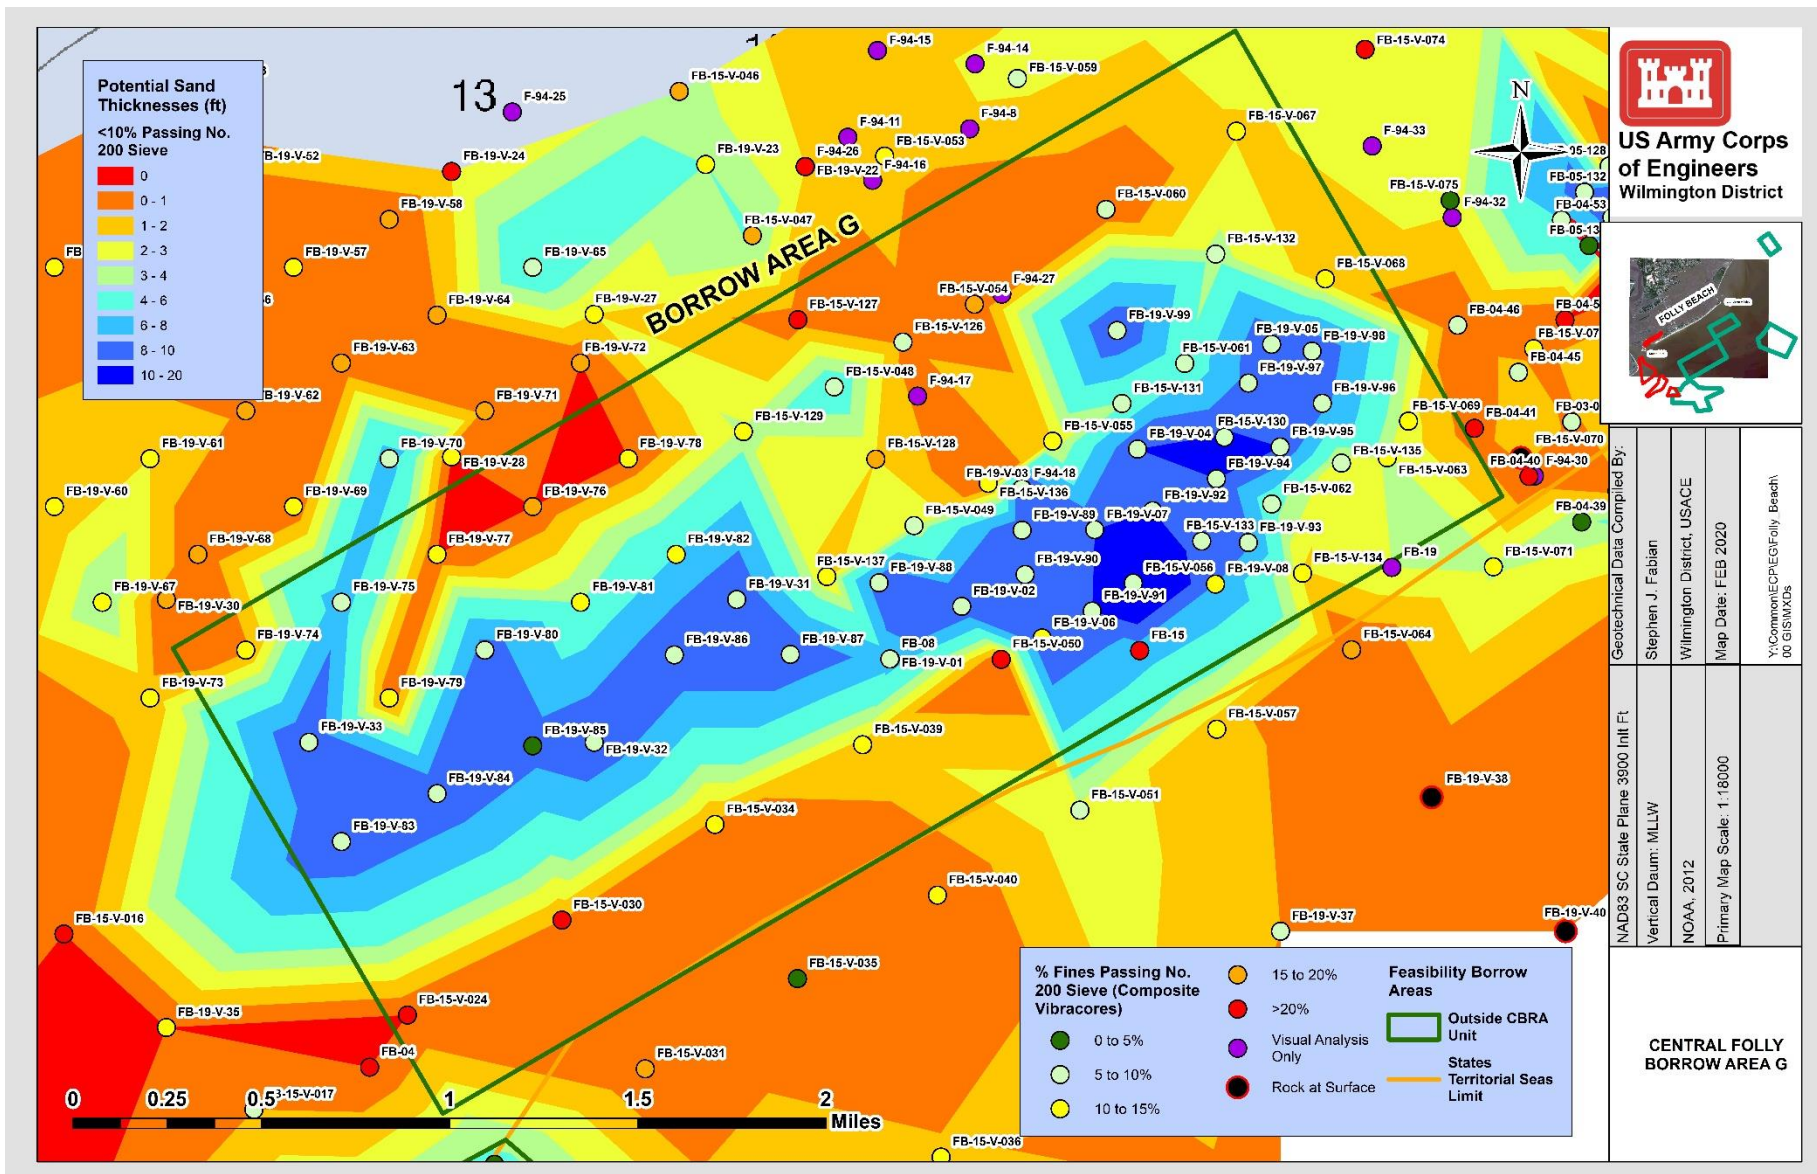 Potential Sand
Thicknesses (ft)
<10% Passing No.
200 Sieve
0
0 - 1
1 - 2
2 - 3
3 - 4
4 - 6
6 - 8
8 - 10
10 - 20
13
F-94-15
F-94-14
FB-15-V-074
FB-15-V-046
FB-15-V-059
F-94-25
F-94-11
F-94-8
FB-15-V-053
FB-15-V-067
F-94-33
FB-19-V-24
FB-19-V-23
F-94-26
FB-19-V-22
F-94-16
FB-15-V-075
F-94-32
FB-05-132
FB-04-53
FB-19-V-58
FB-15-V-047
FB-15-V-060
FB-19-V-57
FB-19-V-65
BORROW AREA G
FB-15-V-132
FB-15-V-068
FB-19-V-64
FB-19-V-27
FB-15-V-127
FB-15-V-054
F-94-27
FB-04-46
FB-15-V-126
FB-19-V-99
FB-19-V-05
FB-19-V-98
FB-04-45
FB-19-V-63
FB-19-V-72
FB-15-V-061
FB-19-V-97
FB-15-V-048
F-94-17
FB-15-V-131
FB-19-V-96
FB-19-V-62
FB-19-V-71
FB-15-V-129
FB-15-V-055
FB-15-V-130
FB-15-V-069
FB-04-41
FB-19-V-61
FB-19-V-70
FB-19-V-28
FB-19-V-78
FB-15-V-128
FB-19-V-04
FB-19-V-95
FB-15-V-135
FB-15-V-063
FB-15-V-070
FB-04-40
F-94-30
FB-19-V-60
FB-19-V-69
FB-19-V-76
FB-19-V-03
F-94-18
FB-15-V-136
FB-19-V-94
FB-19-V-92
FB-15-V-062
FB-15-V-049
FB-19-V-89
FB-19-V-07
FB-15-V-133
FB-19-V-93
FB-04-39
FB-19-V-68
FB-19-V-77
FB-19-V-82
FB-15-V-137
FB-19-V-88
FB-19-V-90
FB-15-V-056
FB-19-V-08
FB-15-V-134
FB-19
FB-15-V-071
FB-19-V-67
FB-19-V-30
FB-19-V-75
FB-19-V-81
FB-19-V-31
FB-19-V-02
FB-19-V-91
FB-19-V-06
FB-19-V-74
FB-19-V-80
FB-19-V-86
FB-19-V-87
FB-08
FB-19-V-01
FB-15-V-050
FB-15
FB-15-V-064
FB-19-V-73
FB-19-V-79
FB-19-V-33
FB-19-V-85
FB-19-V-32
FB-15-V-039
FB-15-V-057
FB-19-V-84
FB-15-V-034
FB-15-V-051
FB-19-V-38
FB-19-V-83
FB-15-V-040
FB-15-V-016
FB-15-V-030
FB-19-V-37
FB-19-V-40
FB-15-V-035
FB-19-V-35
FB-15-V-024
FB-04
FB-15-V-031
FB-15-V-036
0 0.25 0.5 1 1.5 2
Miles
% Fines Passing No.
200 Sieve (Composite
Vibracores)
0 to 5%
5 to 10%
10 to 15%
15 to 20%
>20%
Visual Analysis
Only
Rock at Surface
Feasibility Borrow
Areas
Outside CBRA
Unit
States
Territorial Seas
Limit
N
US Army Corps
of Engineers
Wilmington District
FOLLY BEACH
Geotechnical Data Compiled By:
Stephen J. Fabian
Wilmington District, USACE
Map Date: FEB 2020
Y:\Common\ECP\EG\Folly_Beach\
00 GIS\MXDs
NAD83 SC State Plane 3900 Intl Ft
Vertical Daum: MLLW
NOAA, 2012
Primary Map Scale: 1:18000
CENTRAL FOLLY
BORROW AREA G